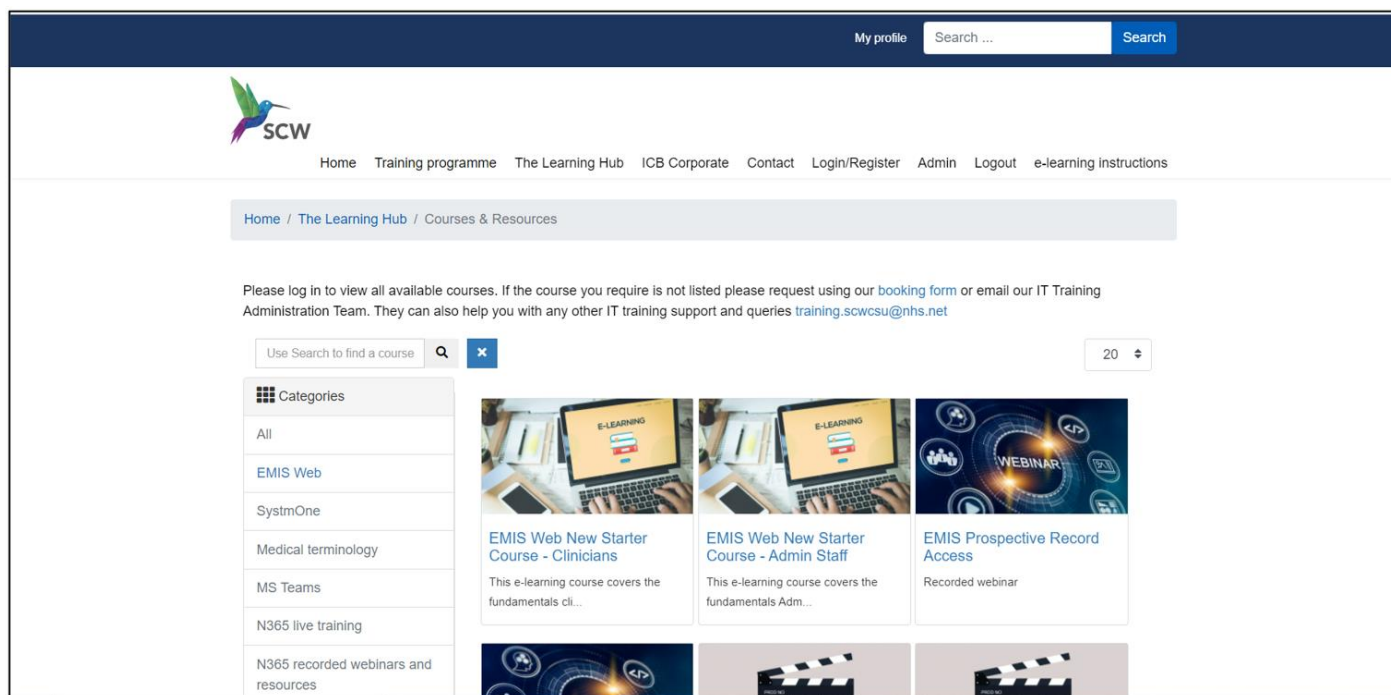 My profile
Search ...
Search
SCW
Home Training programme The Learning Hub ICB Corporate Contact Login/Register Admin Logout e-learning instructions
Home / The Learning Hub / Courses & Resources
Please log in to view all available courses. If the course you require is not listed please request using our booking form or email our IT Training
Administration Team. They can also help you with any other IT training support and queries training.scwcsu@nhs.net
Use Search to find a course
20
Categories
All
EMIS Web
SystmOne
Medical terminology
MS Teams
N365 live training
N365 recorded webinars and
resources
E-LEARNING
EMIS Web New Starter
Course - Clinicians
This e-learning course covers the
fundamentals cli...
E-LEARNING
EMIS Web New Starter
Course - Admin Staff
This e-learning course covers the
fundamentals Adm...
WEBINAR
EMIS Prospective Record
Access
Recorded webinar